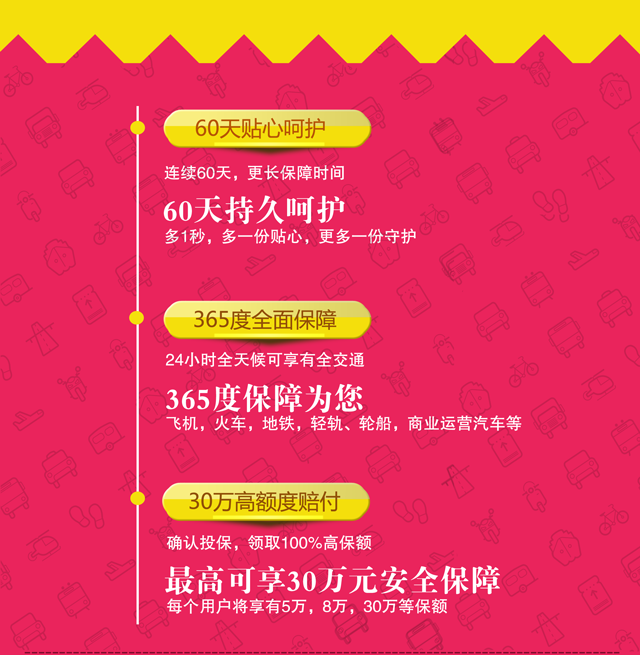 60天贴心呵护
连续60天，更长保障时间
60天持久呵护
多1秒，多一份贴心，更多一份守护
365度全面保障
24小时全天候可享有全交通
365度保障为您
飞机，火车，地铁，轻轨、轮船，商业运营汽车等
30万高额度赔付
确认投保，领取100%高保额
最高可享30万元安全保障
每个用户将享有5万，8万，30万等保额